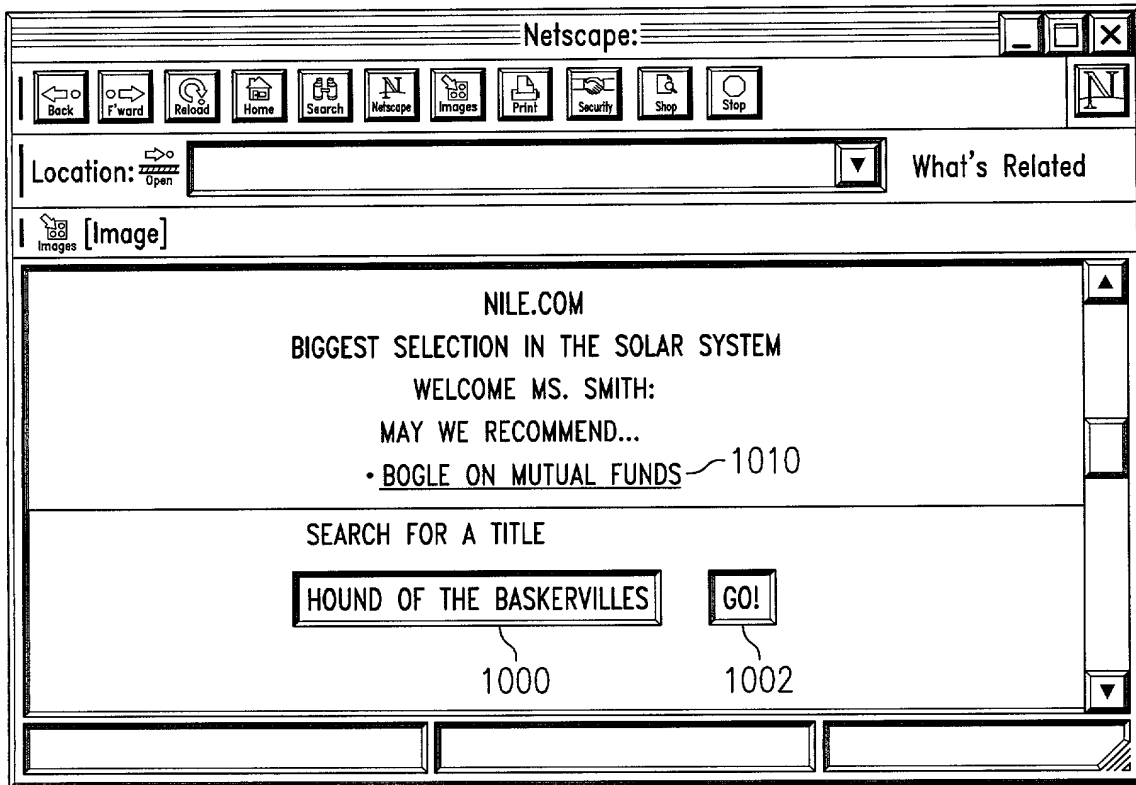 Netscape:
Back F'ward Reload Home Search Netscape Images Print Security Shop Stop N
Location: Open What's Related
Images [Image]
NILE.COM
BIGGEST SELECTION IN THE SOLAR SYSTEM
WELCOME MS. SMITH:
MAY WE RECOMMEND...
• BOGLE ON MUTUAL FUNDS 1010
SEARCH FOR A TITLE
HOUND OF THE BASKERVILLES GO!
1000 1002